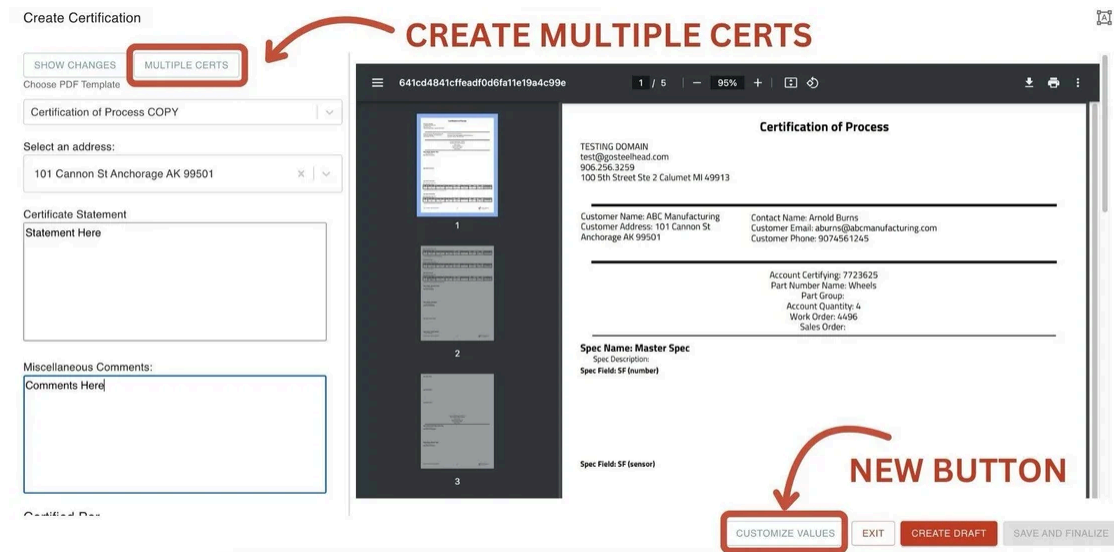 Create Certification
CREATE MULTIPLE CERTS
SHOW CHANGES
MULTIPLE CERTS
Choose PDF Template
Certification of Process COPY
Select an address:
101 Cannon St Anchorage AK 99501
Certificate Statement
Statement Here
Miscellaneous Comments:
Comments Here
641cd4841cffeadf0d6fa11e19a4c99e
1 / 5
95%
1
2
3
Certification of Process
TESTING DOMAIN
test@gosteelhead.com
906.256.3259
100 5th Street Ste 2 Calumet MI 49913
Customer Name: ABC Manufacturing
Customer Address: 101 Cannon St
Anchorage AK 99501
Contact Name: Arnold Burns
Customer Email: aburns@abcmanufacturing.com
Customer Phone: 9074561245
Account Certifying: 7723625
Part Number Name: Wheels
Part Group:
Account Quantity: 4
Work Order: 4496
Sales Order:
Spec Name: Master Spec
Spec Description:
Spec Field: SF (number)
Spec Field: SF (sensor)
NEW BUTTON
CUSTOMIZE VALUES
EXIT
CREATE DRAFT
SAVE AND FINALIZE